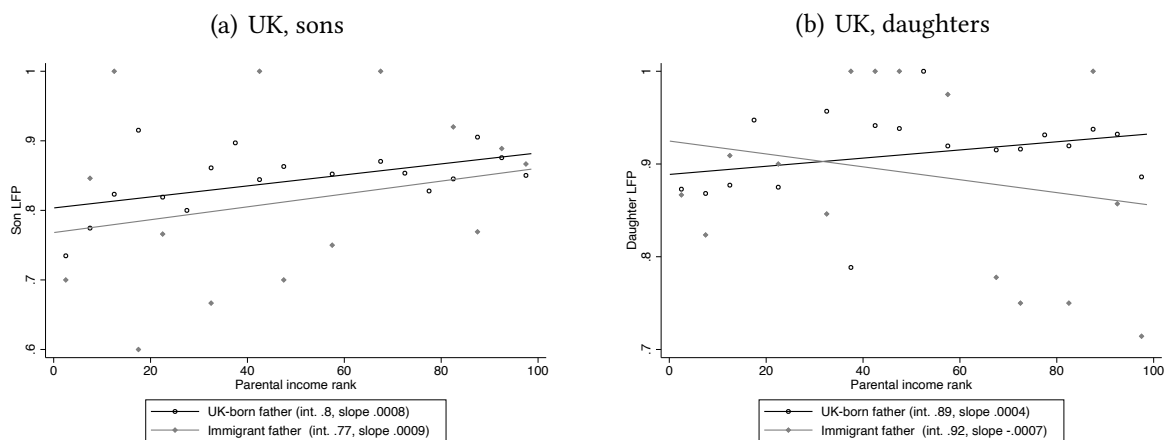 (a) UK, sons
1
.9
.8
.7
.6
Son LFP
0 20 40 60 80 100
Parental income rank
UK-born father (int. .8, slope .0008)
Immigrant father (int. .77, slope .0009)
(b) UK, daughters
1
.9
.8
.7
Daughter LFP
0 20 40 60 80 100
Parental income rank
UK-born father (int. .89, slope .0004)
Immigrant father (int. .92, slope -.0007)